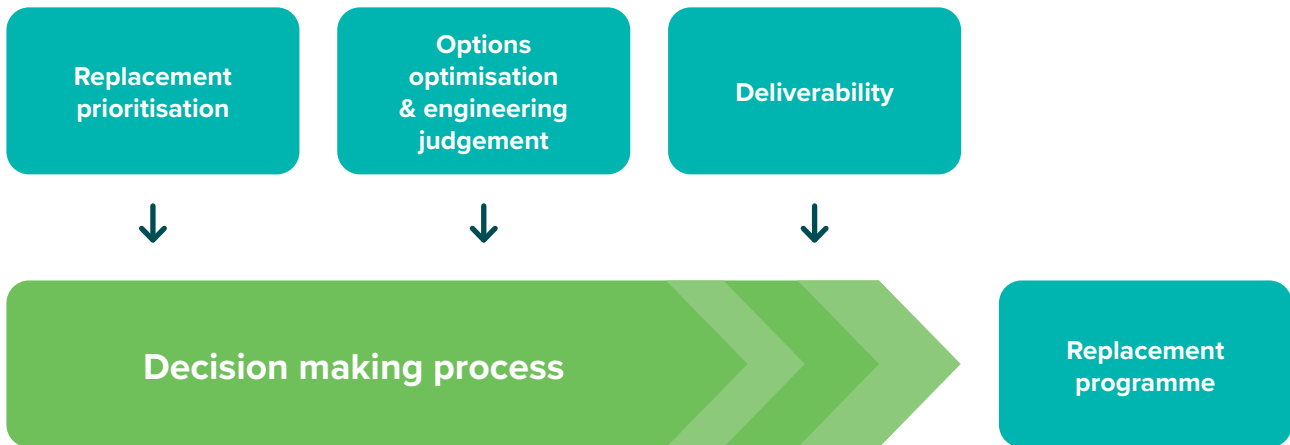 Replacement
prioritisation
Options
optimisation
& engineering
judgement
Deliverability
Decision making process
Replacement
programme